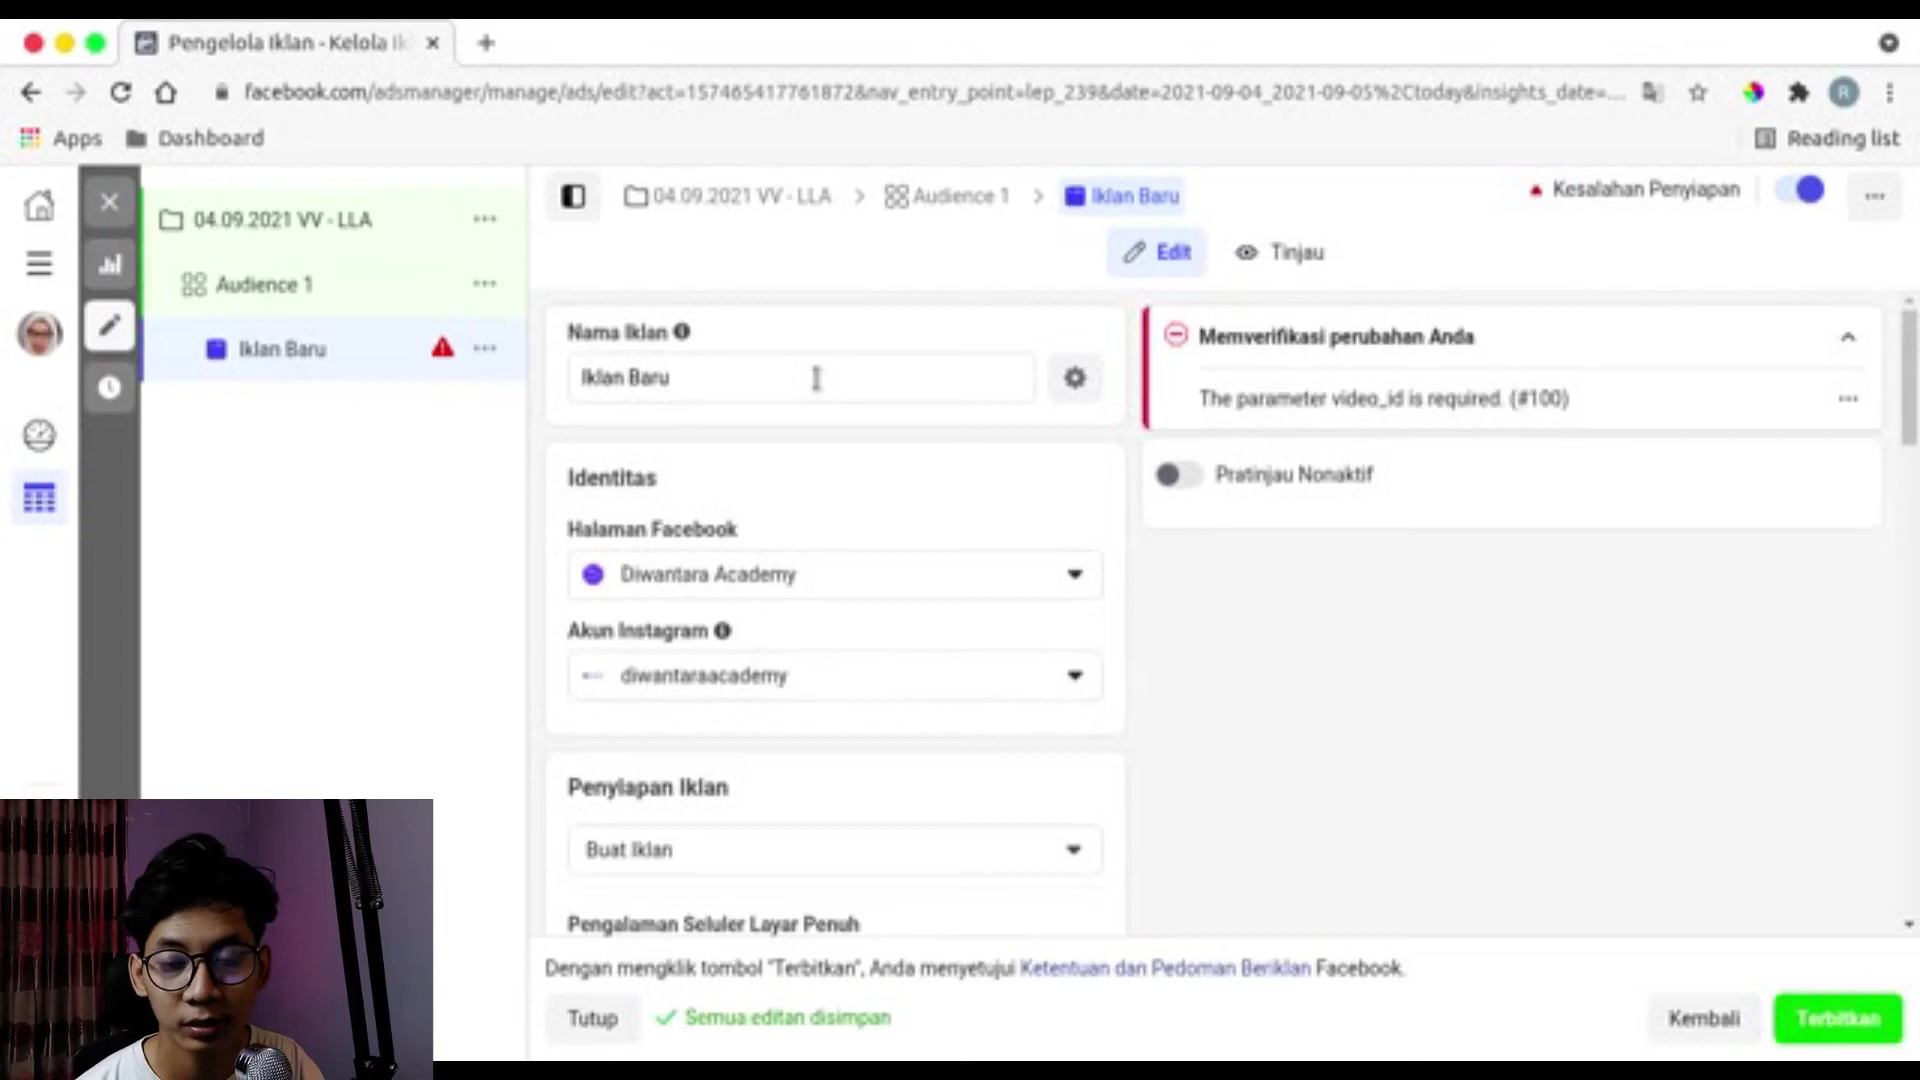 Pengelola Iklan - Kelola Ik
facebook.com/adsmanager/manage/ads/edit?act=157465417761872&nav_entry_point=lep_239&date=2021-09-04_2021-09-05%2Ctoday&insights_date=....
R
Apps
Dashboard
Reading list
04.09.2021 VV - LLA
Audience 1
Iklan Baru
04.09.2021 VV - LLA
Audience 1
Iklan Baru
Kesalahan Penyiapan
Edit
Tinjau
Nama Iklan
Iklan Baru
Memverifikasi perubahan Anda
The parameter video_id is required. (#100)
Pratinjau Nonaktif
Identitas
Halaman Facebook
Diwantara Academy
Akun Instagram
diwantaraacademy
Penyiapan Iklan
Buat Iklan
Pengalaman Seluler Layar Penuh
Dengan mengklik tombol "Terbitkan", Anda menyetujui Ketentuan dan Pedoman Beriklan Facebook.
Tutup
Semua editan disimpan
Kembali
Terbitkan